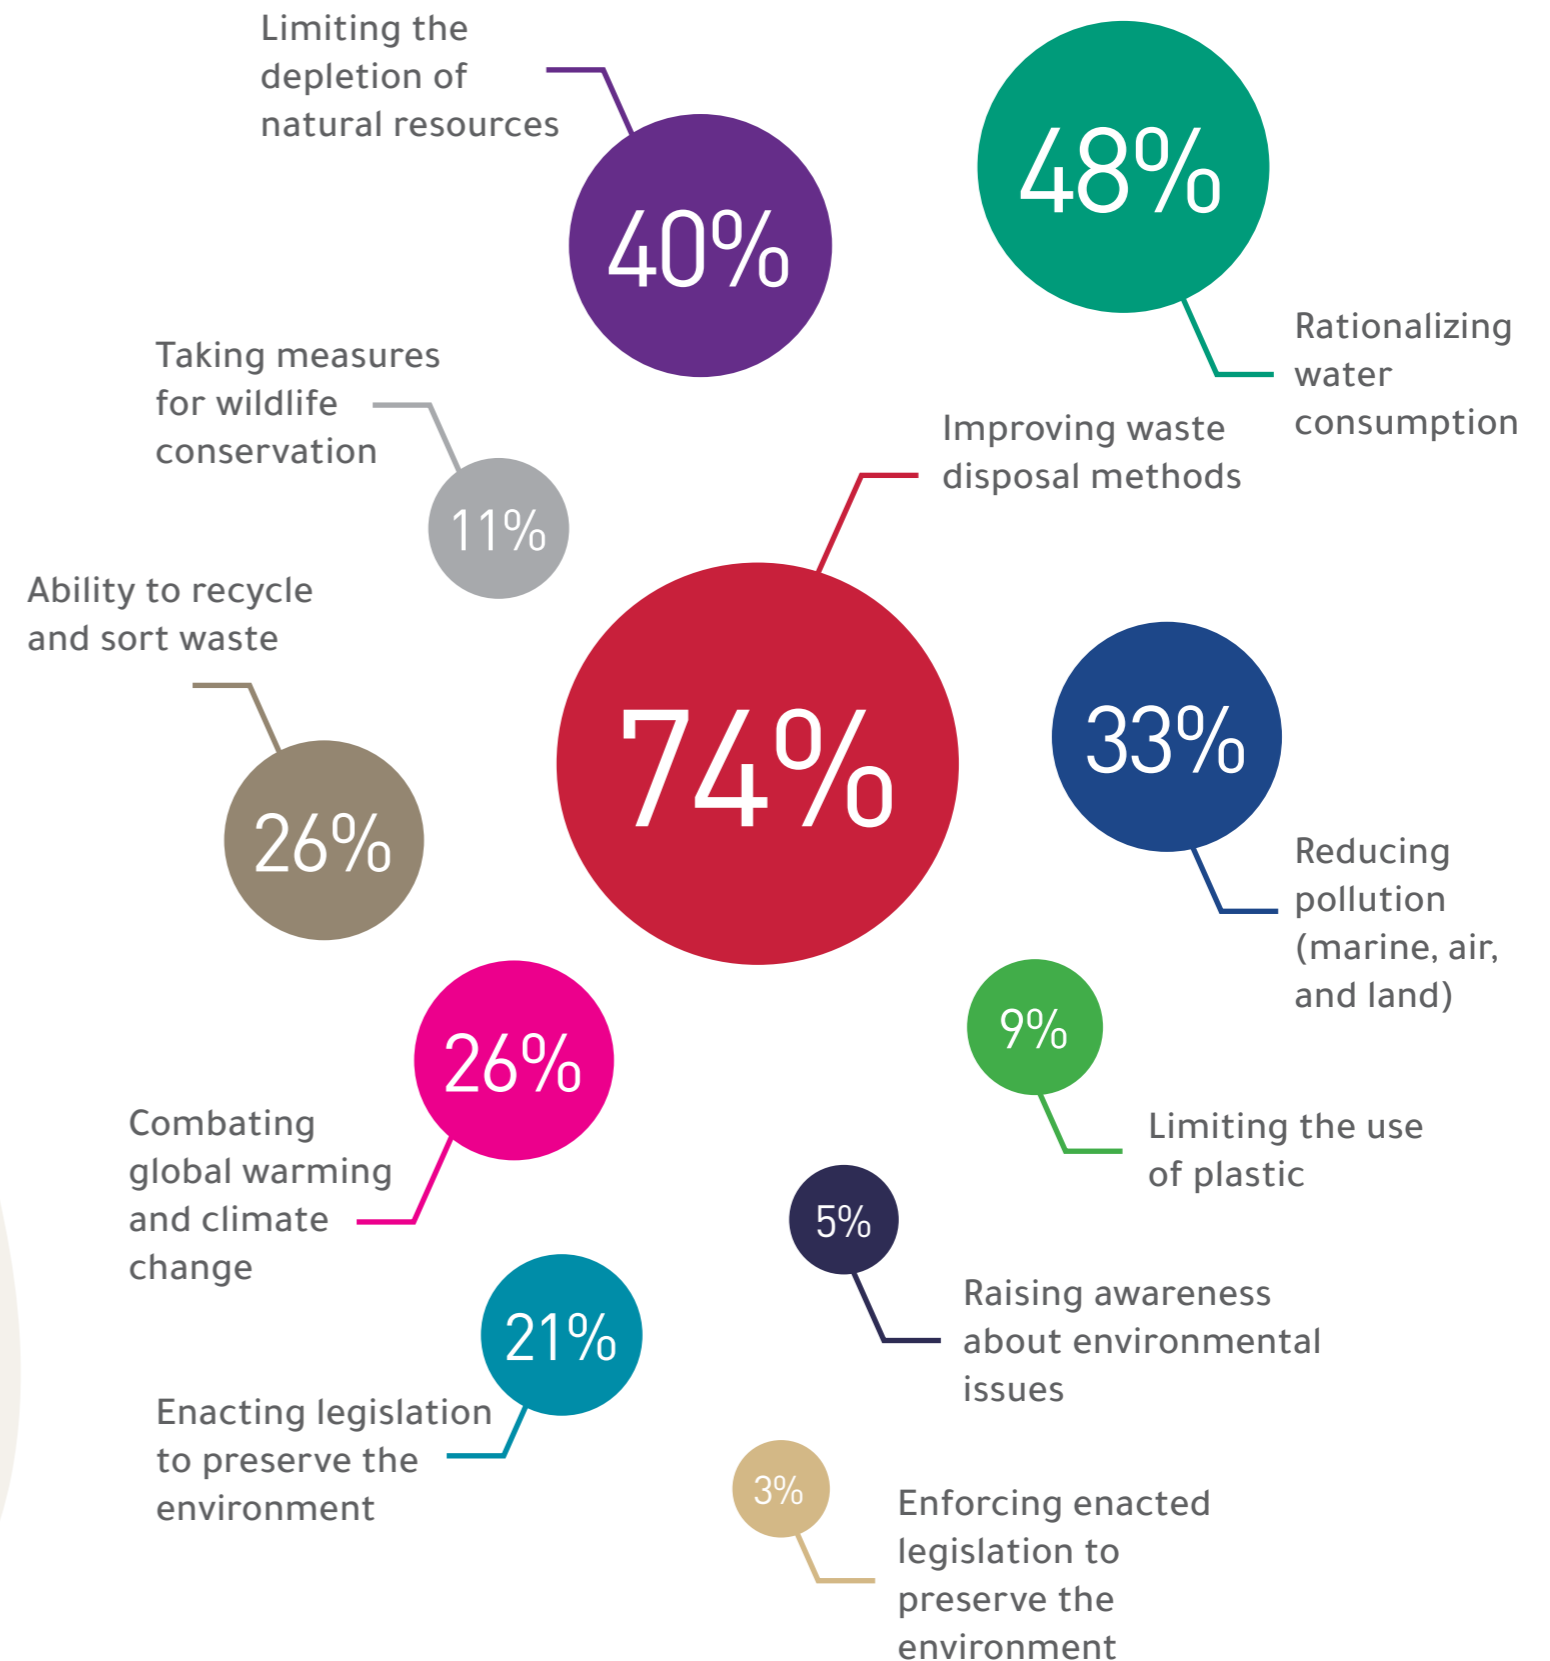 Limiting the
depletion of
natural resources
40%
48%
Rationalizing
water
consumption
Taking measures
for wildlife
conservation
11%
Improving waste
disposal methods
74%
Ability to recycle
and sort waste
26%
33%
Reducing
pollution
(marine, air,
and land)
26%
Combating
global warming
and climate
change
9%
Limiting the use
of plastic
5%
Raising awareness
about environmental
issues
21%
Enacting legislation
to preserve the
environment
3%
Enforcing enacted
legislation to
preserve the
environment